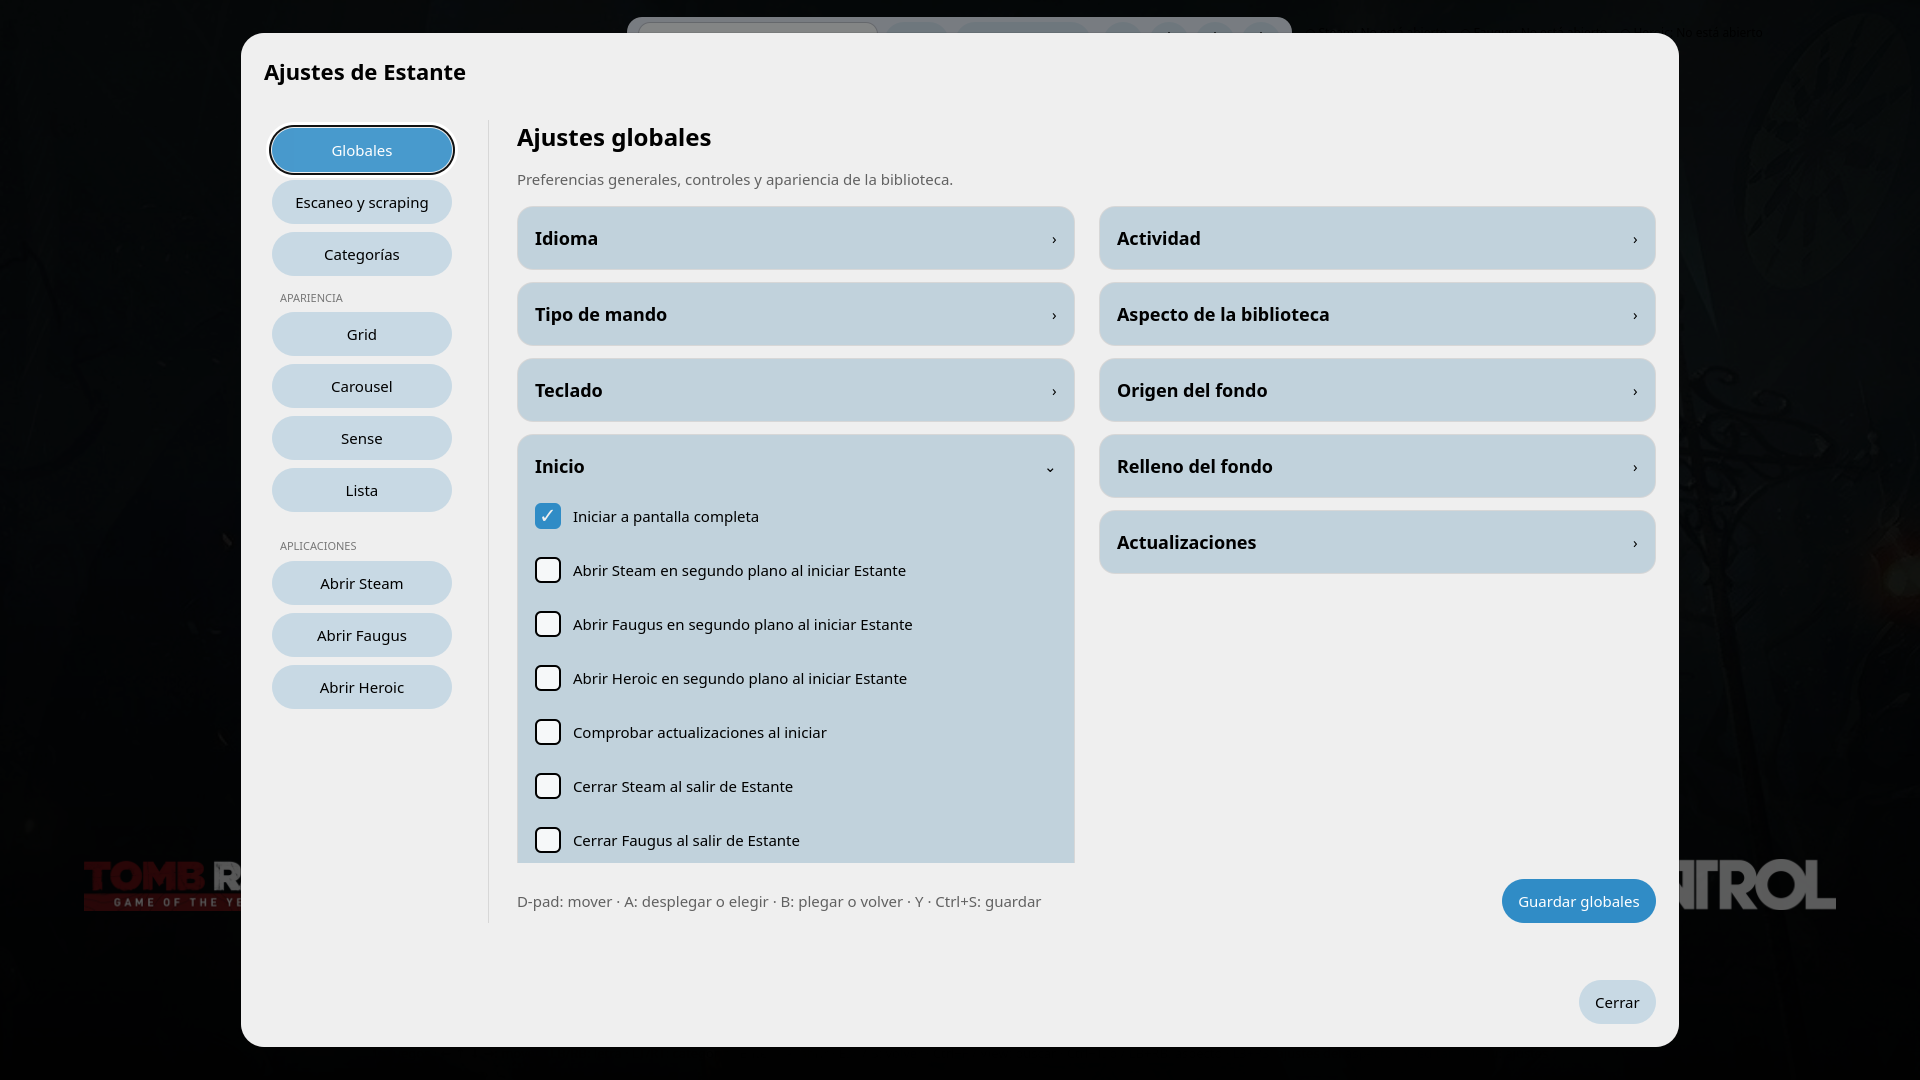 Ajustes de Estante
Globales
Escaneo y scraping
Categorías
APARIENCIA
Grid
Carousel
Sense
Lista
APLICACIONES
Abrir Steam
Abrir Faugus
Abrir Heroic
Ajustes globales
Preferencias generales, controles y apariencia de la biblioteca.
Idioma
Tipo de mando
Teclado
Inicio
✓ Iniciar a pantalla completa
Abrir Steam en segundo plano al iniciar Estante
Abrir Faugus en segundo plano al iniciar Estante
Abrir Heroic en segundo plano al iniciar Estante
Comprobar actualizaciones al iniciar
Cerrar Steam al salir de Estante
Cerrar Faugus al salir de Estante
Actividad
Aspecto de la biblioteca
Origen del fondo
Relleno del fondo
Actualizaciones
D-pad: mover · A: desplegar o elegir · B: plegar o volver · Y · Ctrl+S: guardar
Guardar globales
Cerrar
TOMB R
GAME OF THE YE
TROL